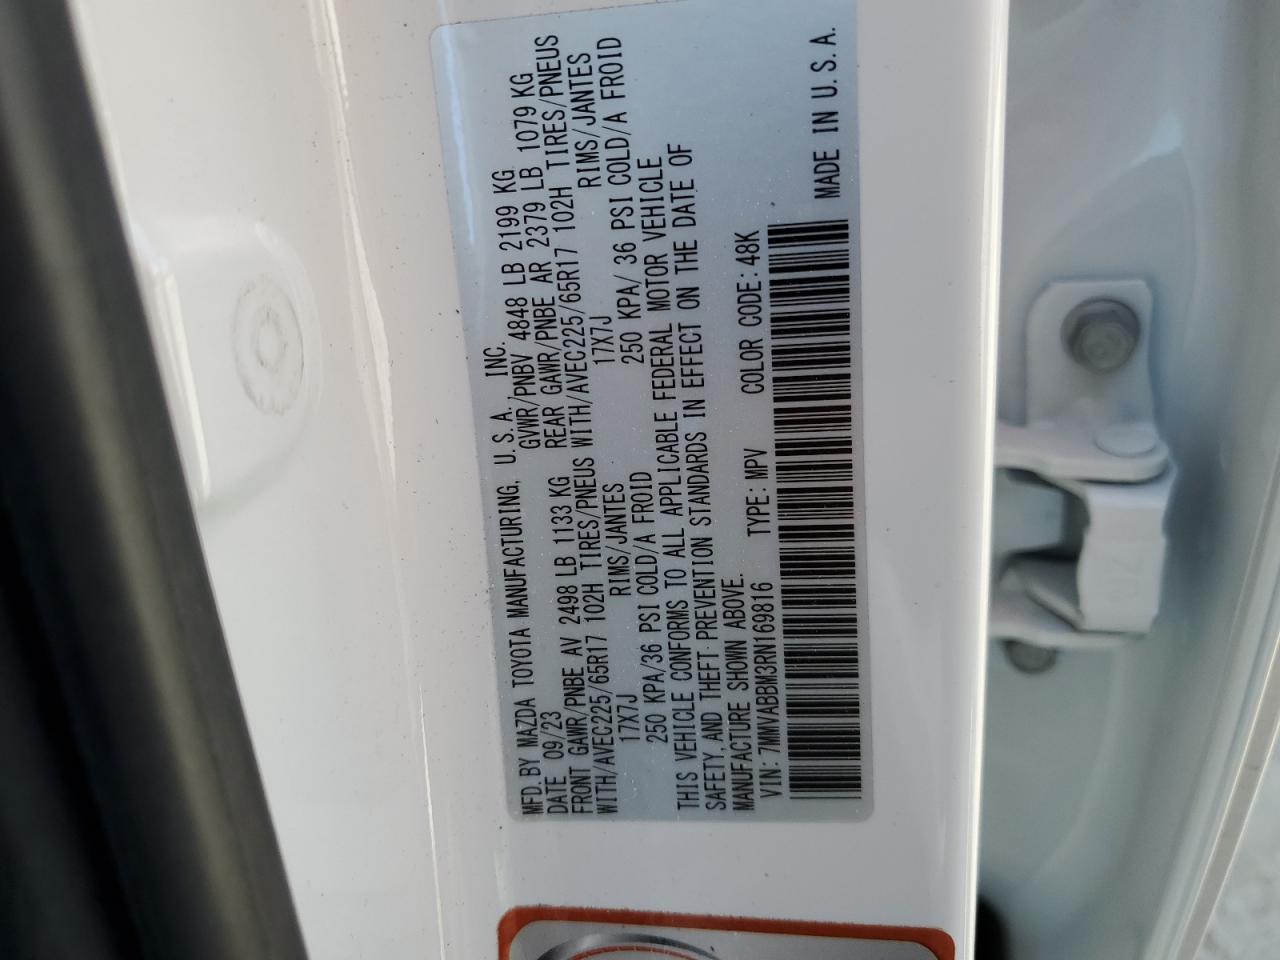 MFD. BY MAZDA TOYOTA MANUFACTURING, U. S. A. INC.
DATE 09/23 GVWR/PNBV 4848 LB 2199 KG
FRONT GAWR/PNBE AV 2498 LB 1133 KG REAR GAWR/PNBE AR 2379 LB 1079 KG
WITH/AVEC225/65R17 102H TIRES/PNEUS WITH/AVEC225/65R17 102H TIRES/PNEUS
17X7J RIMS/JANTES 17X7J RIMS/JANTES
250 KPA/36 PSI COLD/A FROID 250 KPA/ 36 PSI COLD/A FROID
THIS VEHICLE CONFORMS TO ALL APPLICABLE FEDERAL MOTOR VEHICLE
SAFETY, AND THEFT PREVENTION STANDARDS IN EFFECT ON THE DATE OF
MANUFACTURE SHOWN ABOVE.
VIN: 7MMVABBM3RN169816 TYPE: MPV COLOR CODE: 48K
MADE IN U. S. A.